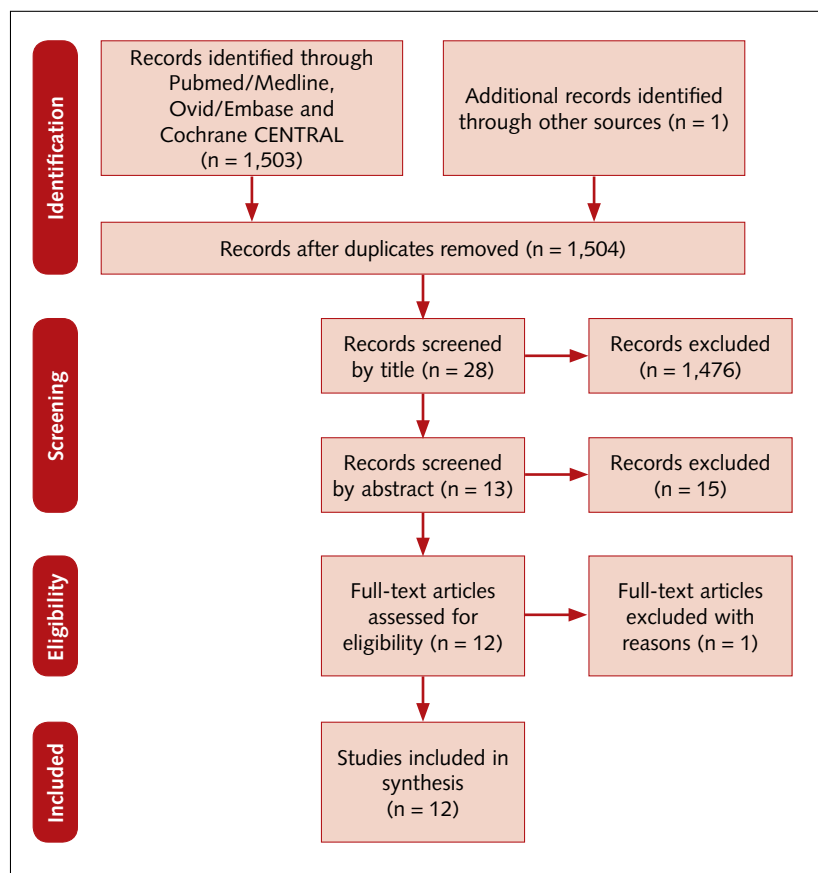 Identification
Records identified through
Pubmed/Medline,
Ovid/Embase and
Cochrane CENTRAL
(n = 1,503)
Additional records identified
through other sources (n = 1)
Records after duplicates removed (n = 1,504)
Screening
Records screened
by title (n = 28)
Records excluded
(n = 1,476)
Records screened
by abstract (n = 13)
Records excluded
(n = 15)
Eligibility
Full-text articles
assessed for
eligibility (n = 12)
Full-text articles
excluded with
reasons (n = 1)
Included
Studies included in
synthesis
(n = 12)